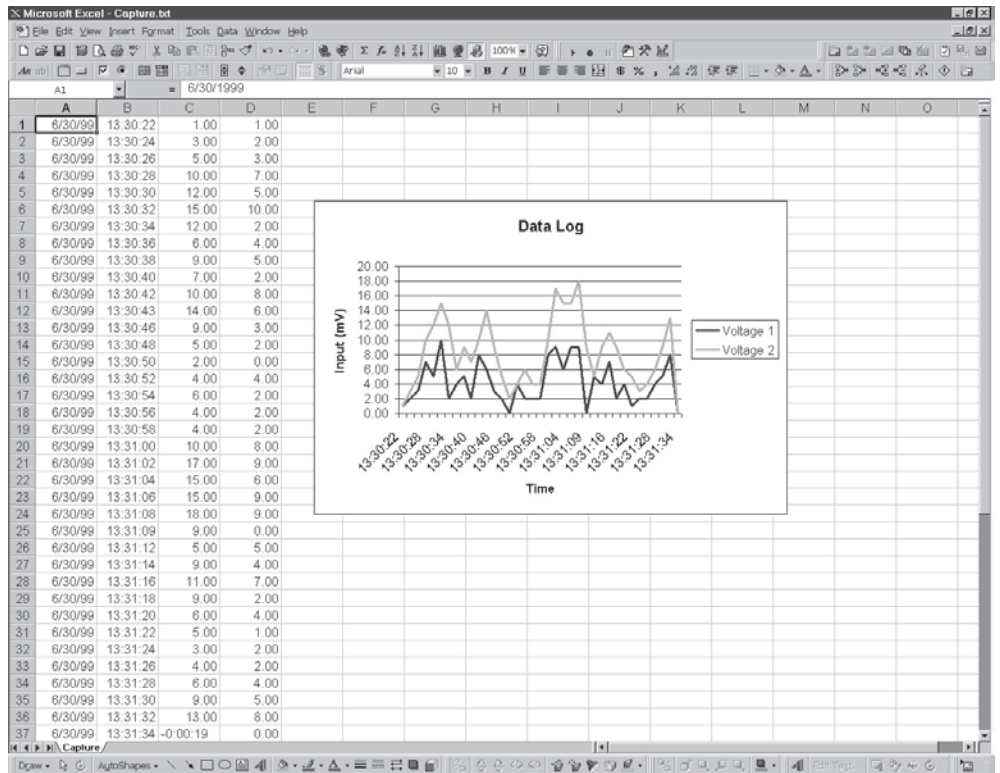 Microsoft Excel - Capture.txt
File Edit View Insert Format Tools Data Window Help
100%
Arial 10 B I U $ % ,
A1 = 6/30/1999
A B C D E F G H I J K L M N O
1 6/30/99 13:30:22 1.00 1.00
2 6/30/99 13:30:24 3.00 2.00
3 6/30/99 13:30:26 5.00 3.00
4 6/30/99 13:30:28 10.00 7.00
5 6/30/99 13:30:30 12.00 5.00
6 6/30/99 13:30:32 15.00 10.00
7 6/30/99 13:30:34 12.00 2.00
8 6/30/99 13:30:36 6.00 4.00
9 6/30/99 13:30:38 9.00 5.00
10 6/30/99 13:30:40 7.00 2.00
11 6/30/99 13:30:42 10.00 8.00
12 6/30/99 13:30:43 14.00 6.00
13 6/30/99 13:30:46 9.00 3.00
14 6/30/99 13:30:48 5.00 2.00
15 6/30/99 13:30:50 2.00 0.00
16 6/30/99 13:30:52 4.00 4.00
17 6/30/99 13:30:54 6.00 2.00
18 6/30/99 13:30:56 4.00 2.00
19 6/30/99 13:30:58 4.00 2.00
20 6/30/99 13:31:00 10.00 8.00
21 6/30/99 13:31:02 17.00 9.00
22 6/30/99 13:31:04 15.00 6.00
23 6/30/99 13:31:06 15.00 9.00
24 6/30/99 13:31:08 18.00 9.00
25 6/30/99 13:31:09 9.00 0.00
26 6/30/99 13:31:12 5.00 5.00
27 6/30/99 13:31:14 9.00 4.00
28 6/30/99 13:31:16 11.00 7.00
29 6/30/99 13:31:18 9.00 2.00
30 6/30/99 13:31:20 6.00 4.00
31 6/30/99 13:31:22 5.00 1.00
32 6/30/99 13:31:24 3.00 2.00
33 6/30/99 13:31:26 4.00 2.00
34 6/30/99 13:31:28 6.00 4.00
35 6/30/99 13:31:30 9.00 5.00
36 6/30/99 13:31:32 13.00 8.00
37 6/30/99 13:31:34 -0:00:19 0.00
Data Log
Input (mV)
20.00
18.00
16.00
14.00
12.00
10.00
8.00
6.00
4.00
2.00
0.00
13:30:22 13:30:28 13:30:34 13:30:40 13:30:46 13:30:52 13:30:58 13:31:04 13:31:09 13:31:16 13:31:22 13:31:28 13:31:34
Time
Voltage 1
Voltage 2
Capture
Draw AutoShapes Edit Text...